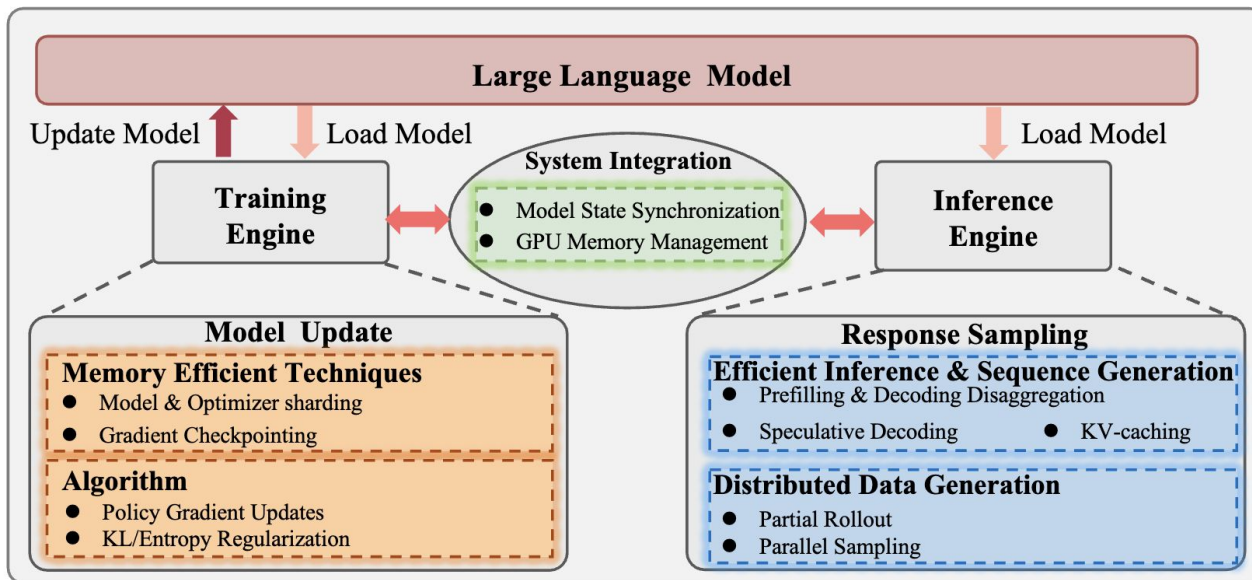 Large Language Model
Update Model
Load Model
Load Model
Training
Engine
System Integration
● Model State Synchronization
● GPU Memory Management
Inference
Engine
Model Update
Memory Efficient Techniques
● Model & Optimizer sharding
● Gradient Checkpointing
Algorithm
● Policy Gradient Updates
● KL/Entropy Regularization
Response Sampling
Efficient Inference & Sequence Generation
● Prefilling & Decoding Disaggregation
● Speculative Decoding ● KV-caching
Distributed Data Generation
● Partial Rollout
● Parallel Sampling